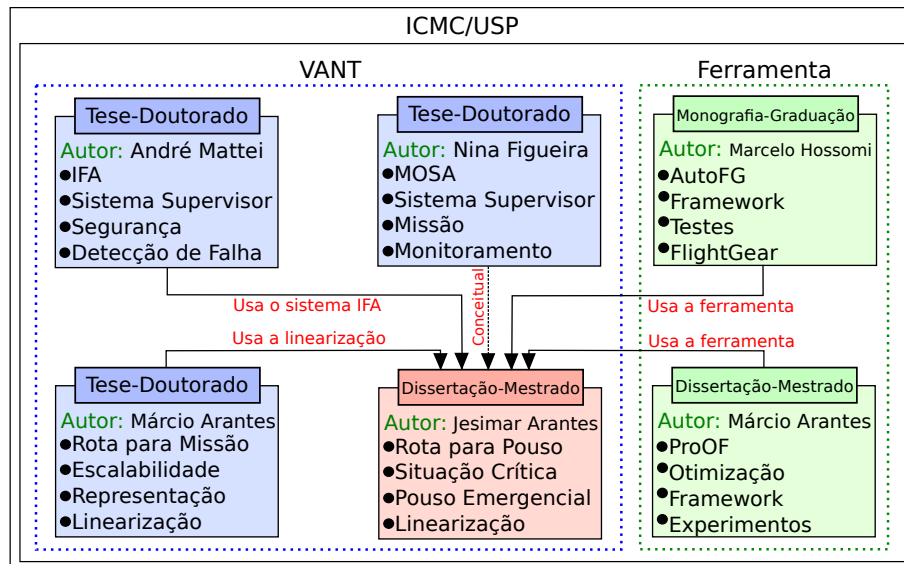 ICMC/USP
VANT
Ferramenta
Tese-Doutorado
Autor: André Mattei
●IFA
●Sistema Supervisor
●Segurança
●Detecção de Falha
Tese-Doutorado
Autor: Nina Figueira
●MOSA
●Sistema Supervisor
●Missão
●Monitoramento
Monografia-Graduação
Autor: Marcelo Hossomi
●AutoFG
●Framework
●Testes
●FlightGear
Usa o sistema IFA
Conceitual
Usa a ferramenta
Usa a linearização
Usa a ferramenta
Tese-Doutorado
Autor: Márcio Arantes
●Rota para Missão
●Escalabilidade
●Representação
●Linearização
Dissertação-Mestrado
Autor: Jesimar Arantes
●Rota para Pouso
●Situação Crítica
●Pouso Emergencial
●Linearização
Dissertação-Mestrado
Autor: Márcio Arantes
●ProOF
●Otimização
●Framework
●Experimentos